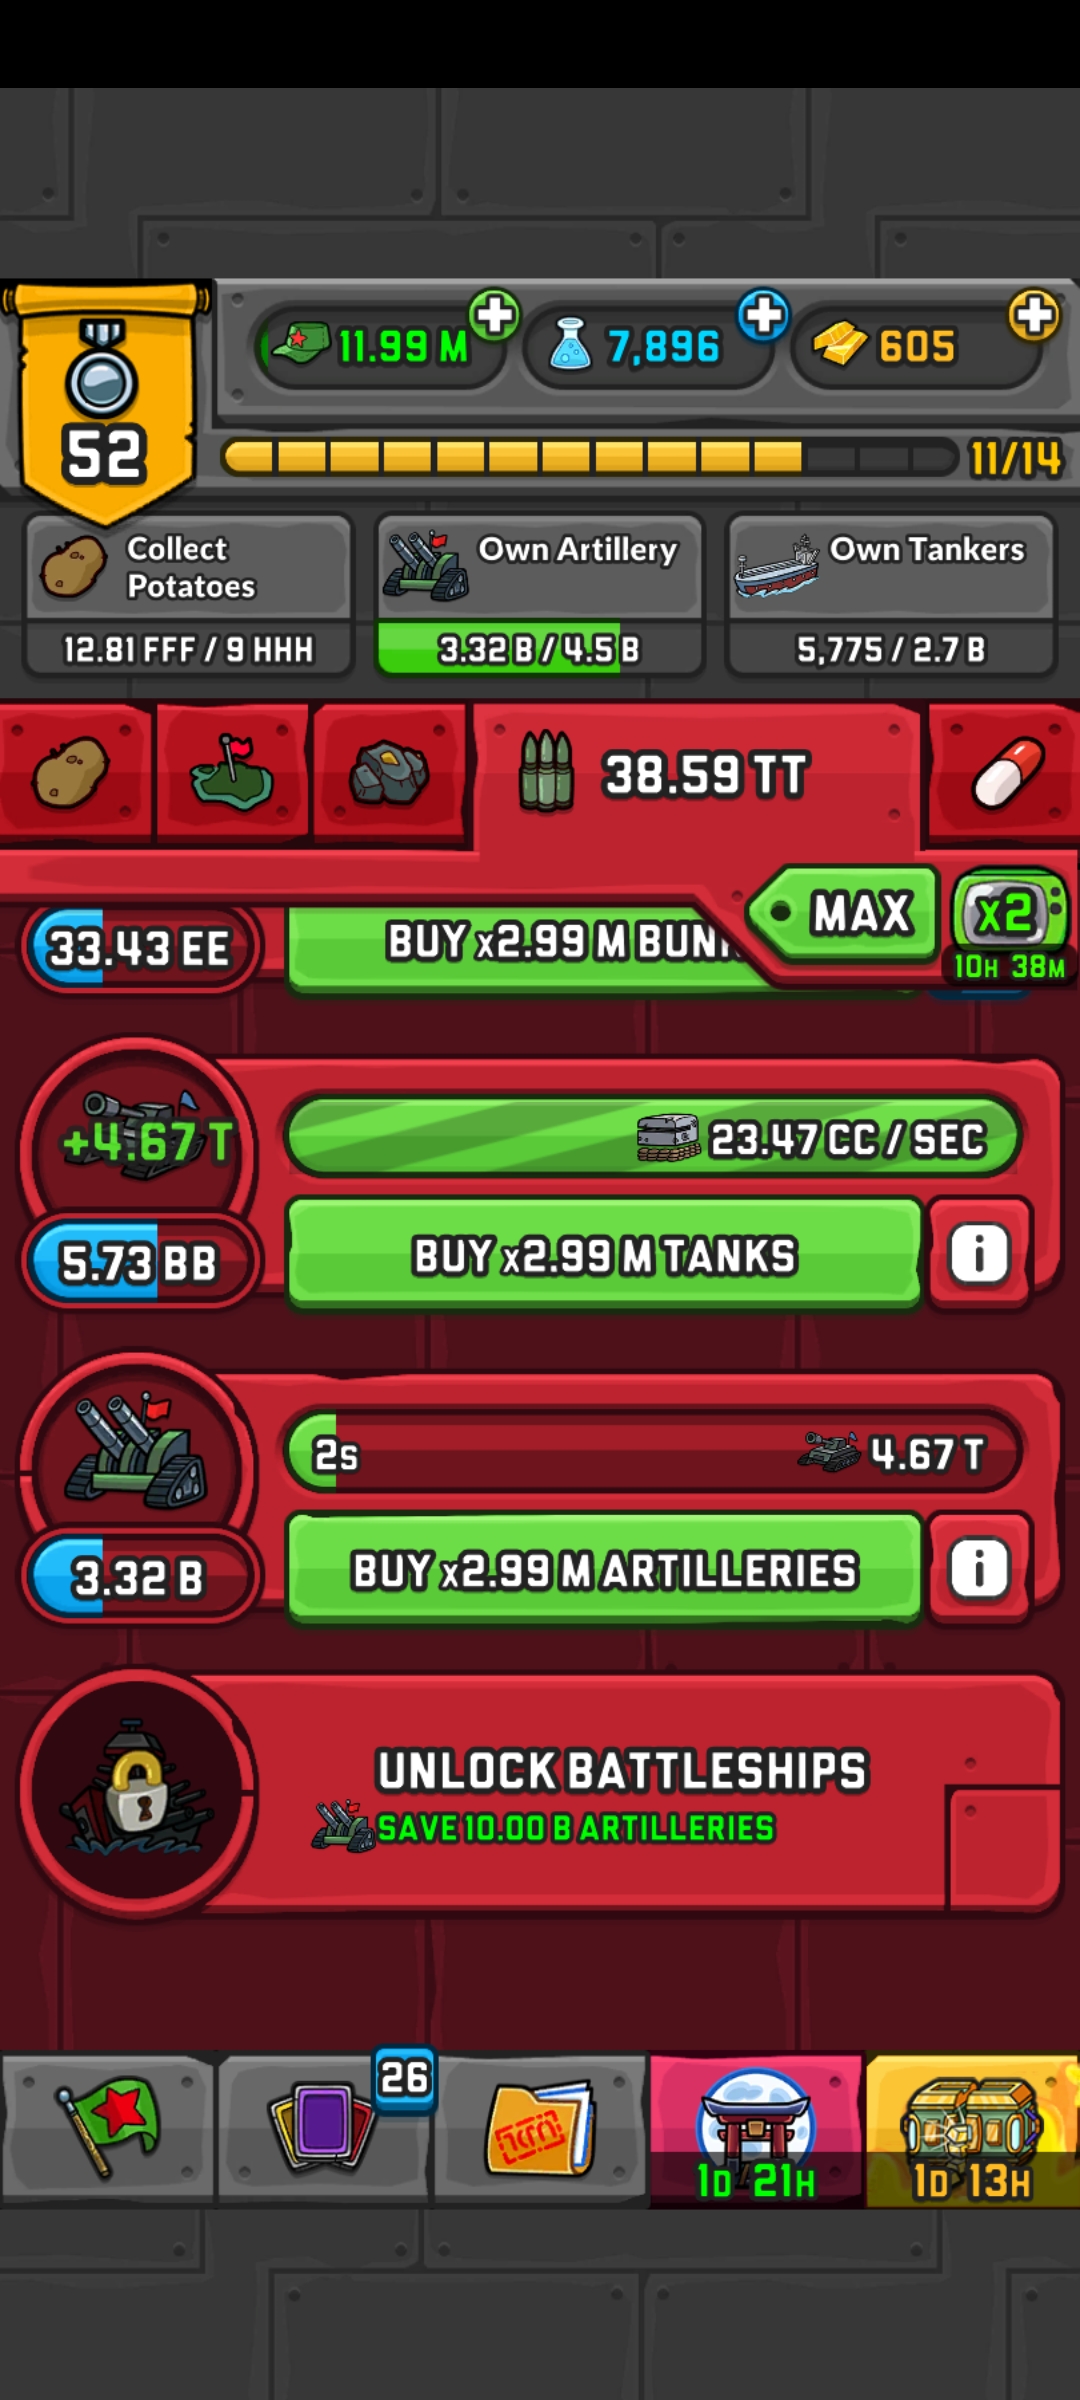 11.99 M
7,896
605
52
11/14
Collect
Potatoes
Own Artillery
Own Tankers
12.81 FFF / 9 HHH
3.32 B / 4.5 B
5,775 / 2.7 B
38.59 TT
MAX
x2
10H 38M
33.43 EE
BUY x2.99 M
+4.67 T
23.47 CC / SEC
5.73 BB
BUY x2.99 M TANKS
i
2s
4.67 T
3.32 B
BUY x2.99 M ARTILLERIES
i
UNLOCK BATTLESHIPS
SAVE 10.00 B ARTILLERIES
26
1D 21H
1D 13H